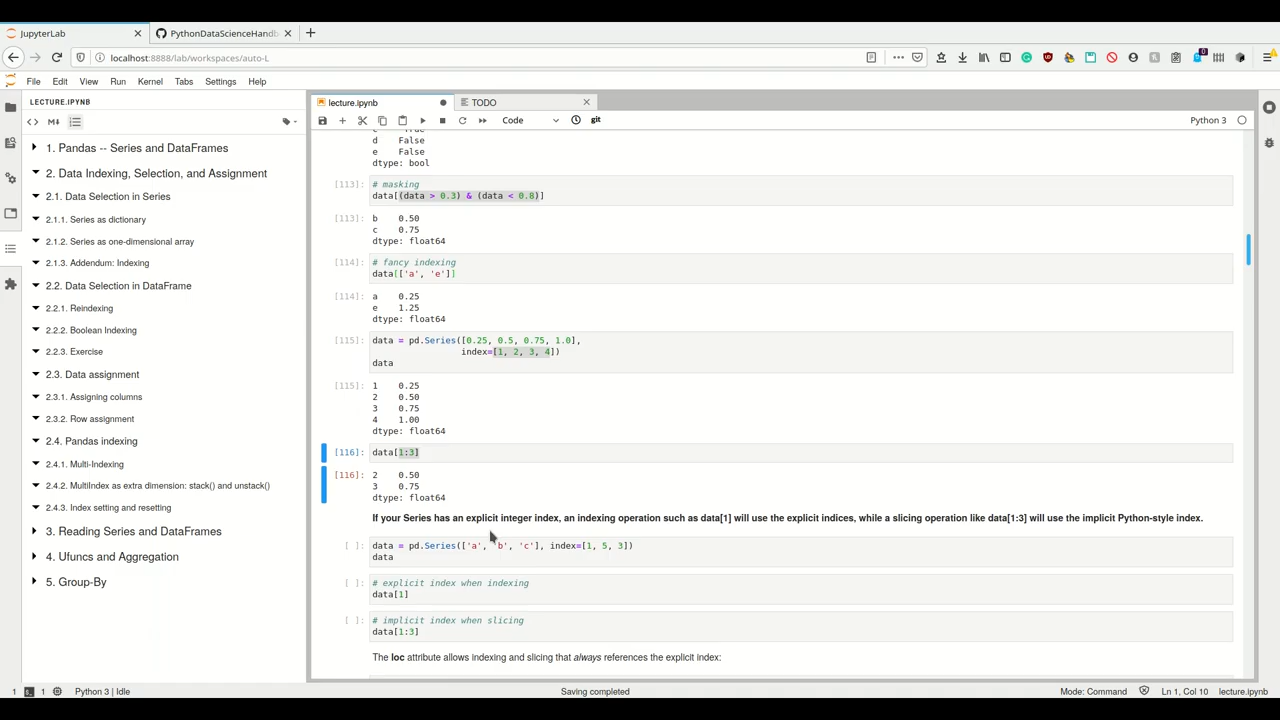 JupyterLab
PythonDataScienceHandb
localhost:8888/lab/workspaces/auto-L
File Edit View Run Kernel Tabs Settings Help
LECTURE.IPYNB
1. Pandas -- Series and DataFrames
2. Data Indexing, Selection, and Assignment
2.1. Data Selection in Series
2.1.1. Series as dictionary
2.1.2. Series as one-dimensional array
2.1.3. Addendum: Indexing
2.2. Data Selection in DataFrame
2.2.1. Reindexing
2.2.2. Boolean Indexing
2.2.3. Exercise
2.3. Data assignment
2.3.1. Assigning columns
2.3.2. Row assignment
2.4. Pandas indexing
2.4.1. Multi-Indexing
2.4.2. MultiIndex as extra dimension: stack() and unstack()
2.4.3. Index setting and resetting
3. Reading Series and DataFrames
4. Ufuncs and Aggregation
5. Group-By
lecture.ipynb
TODO
Code
git
Python 3
d False
e False
dtype: bool
[113]: # masking
data[(data > 0.3) & (data < 0.8)]
[113]: b 0.50
c 0.75
dtype: float64
[114]: # fancy indexing
data[['a', 'e']]
[114]: a 0.25
e 1.25
dtype: float64
[115]: data = pd.Series([0.25, 0.5, 0.75, 1.0],
index=[1, 2, 3, 4])
data
[115]: 1 0.25
2 0.50
3 0.75
4 1.00
dtype: float64
[116]: data[1:3]
[116]: 2 0.50
3 0.75
dtype: float64
If your Series has an explicit integer index, an indexing operation such as data[1] will use the explicit indices, while a slicing operation like data[1:3] will use the implicit Python-style index.
[ ]: data = pd.Series(['a', 'b', 'c'], index=[1, 5, 3])
data
[ ]: # explicit index when indexing
data[1]
[ ]: # implicit index when slicing
data[1:3]
The loc attribute allows indexing and slicing that always references the explicit index:
1 1 Python 3 | Idle
Saving completed
Mode: Command Ln 1, Col 10 lecture.ipynb